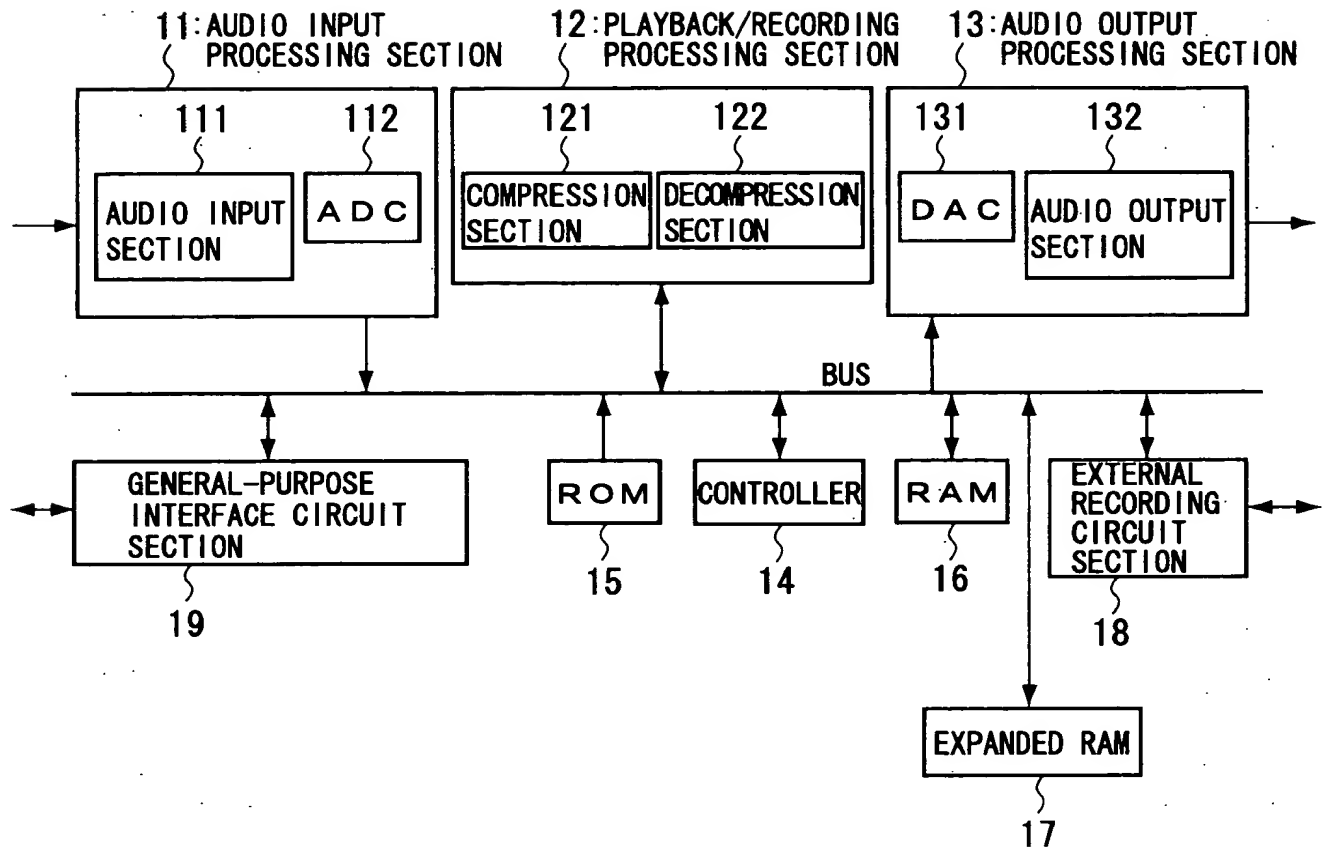 11:AUDIO INPUT
PROCESSING SECTION
12:PLAYBACK/RECORDING
PROCESSING SECTION
13:AUDIO OUTPUT
PROCESSING SECTION
111
112
121
122
131
132
AUDIO INPUT
SECTION
ADC
COMPRESSION
SECTION
DECOMPRESSION
SECTION
DAC
AUDIO OUTPUT
SECTION
BUS
GENERAL-PURPOSE
INTERFACE CIRCUIT
SECTION
ROM
CONTROLLER
RAM
EXTERNAL
RECORDING
CIRCUIT
SECTION
19
15
14
16
18
EXPANDED RAM
17